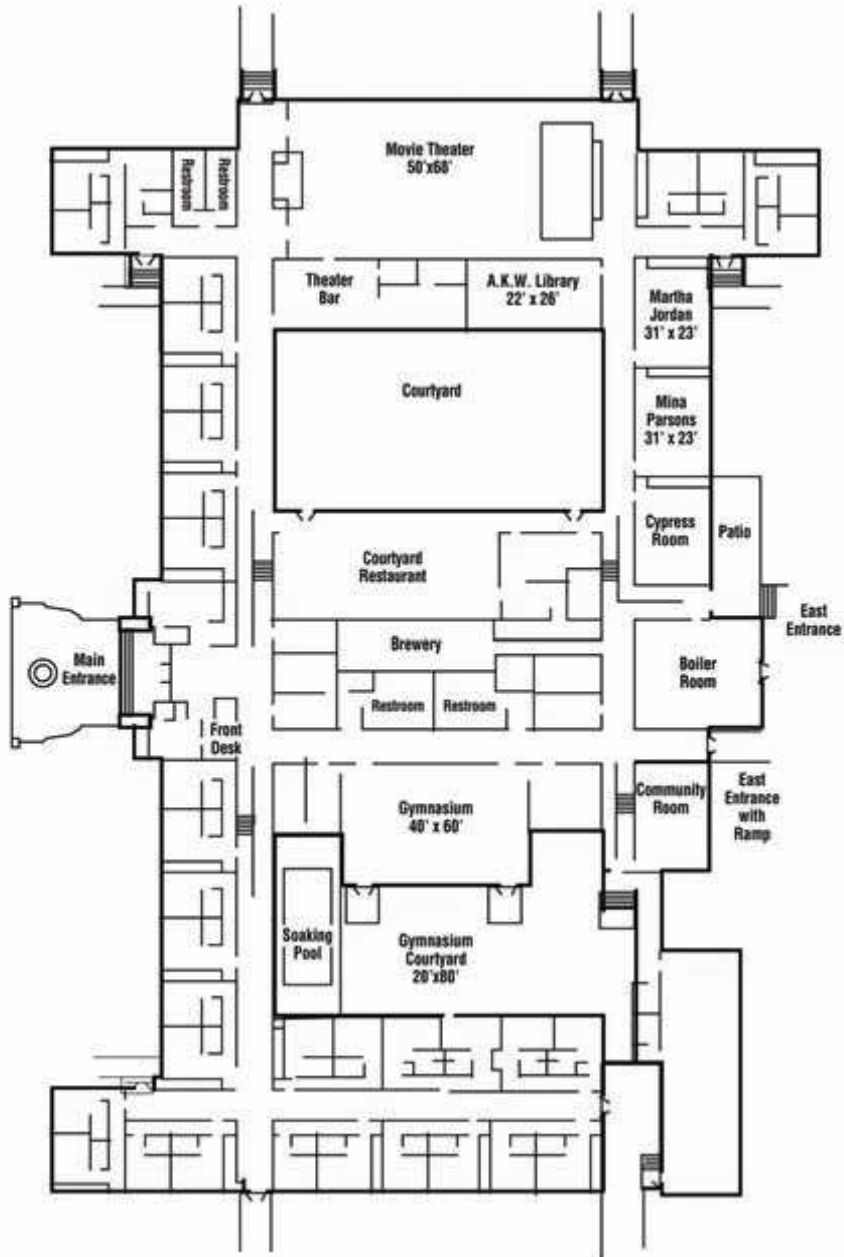 Movie Theater
50'x68'
Restroom
Restroom
Theater
Bar
A.K.W. Library
22' x 26'
Martha
Jordan
31' x 23'
Courtyard
Mina
Parsons
31' x 23'
Cypress
Room
Patio
Courtyard
Restaurant
East
Entrance
Main
Entrance
Brewery
Boiler
Room
Restroom
Restroom
Front
Desk
Gymnasium
40' x 60'
Community
Room
East
Entrance
with
Ramp
Soaking
Pool
Gymnasium
Courtyard
20'x80'